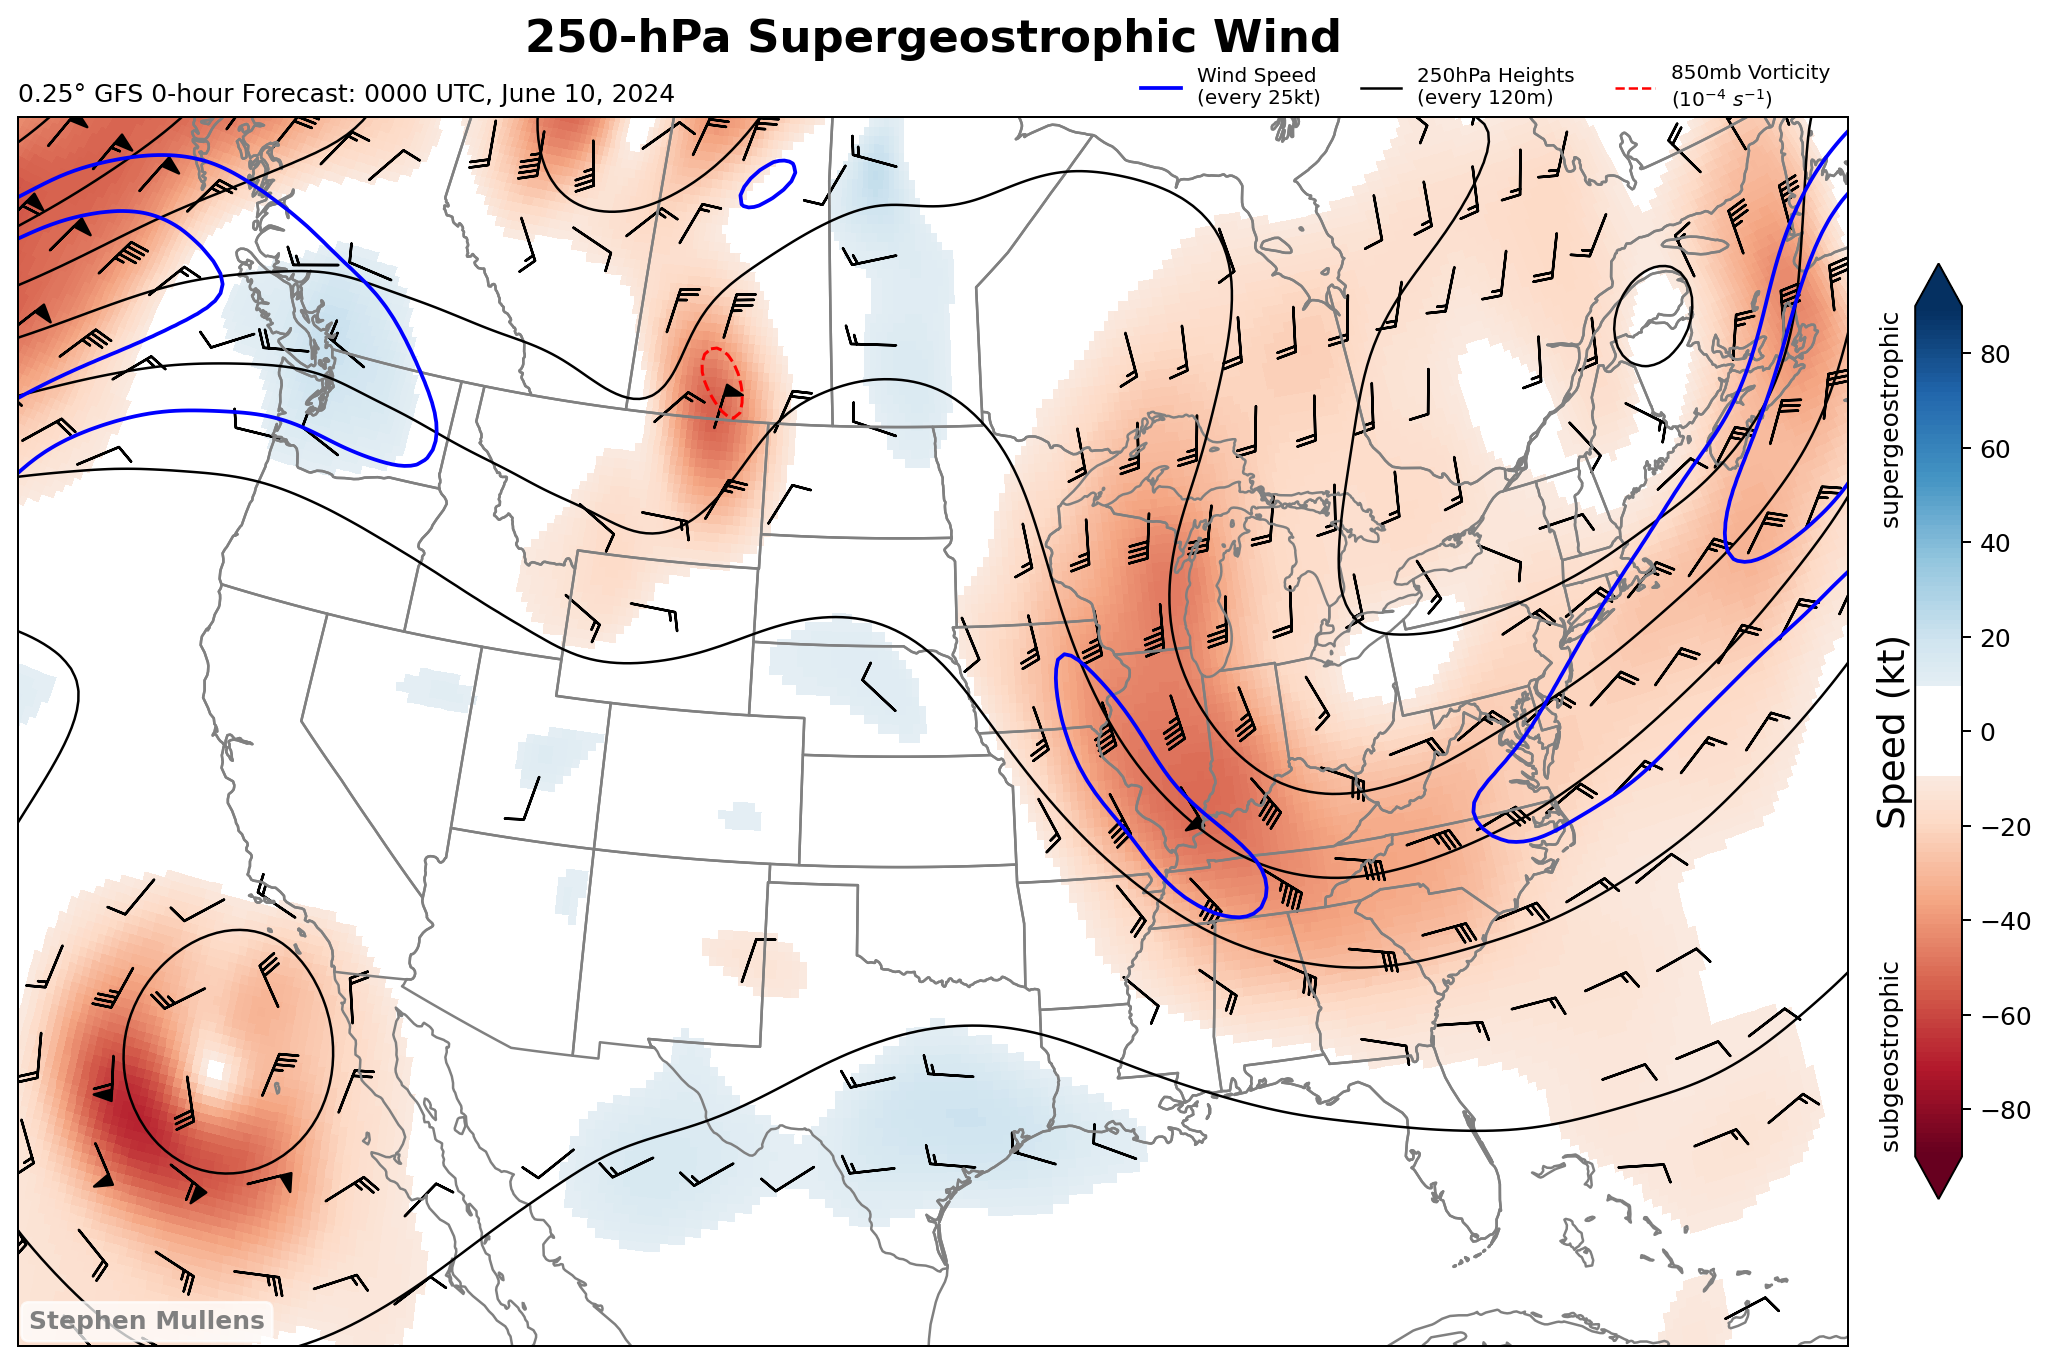 250-hPa Supergeostrophic Wind
0.25° GFS 0-hour Forecast: 0000 UTC, June 10, 2024
Wind Speed
(every 25kt)
250hPa Heights
(every 120m)
850mb Vorticity
(10⁻⁴ s⁻¹)
supergeostrophic
Speed (kt)
subgeostrophic
80
60
40
20
0
−20
−40
−60
−80
Stephen Mullens